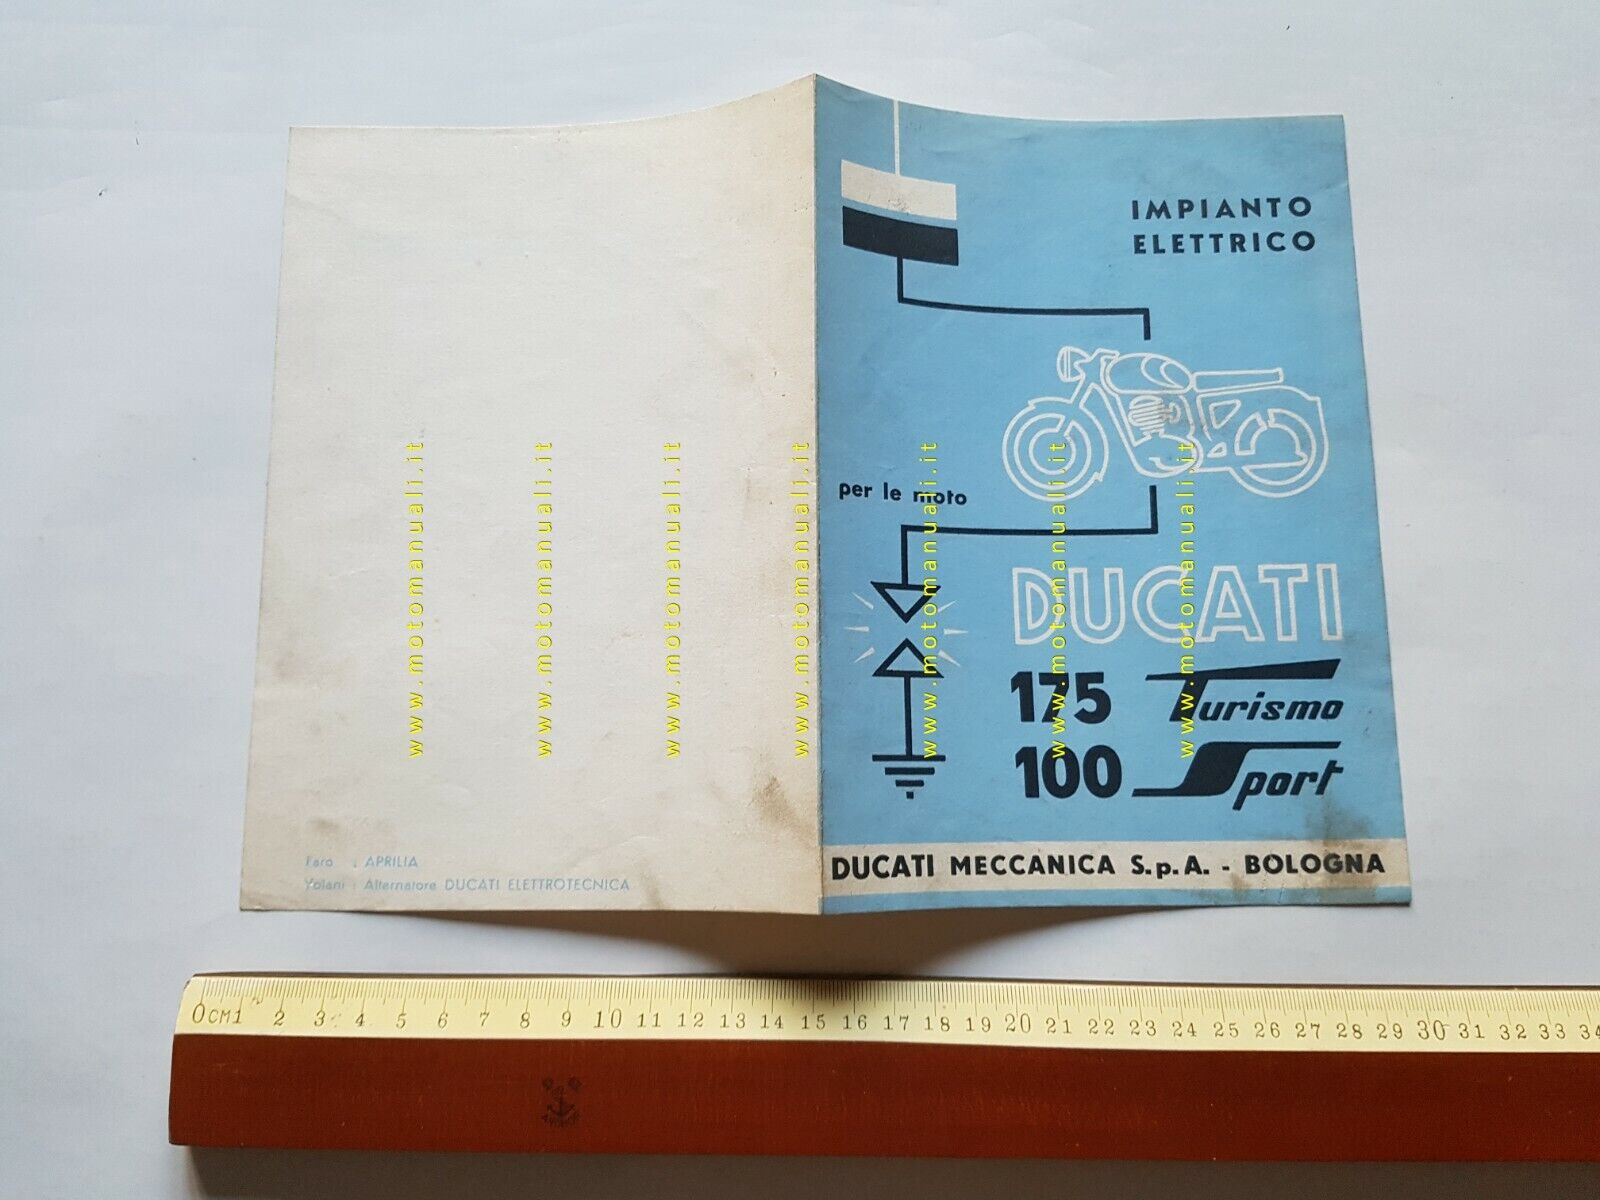 IMPIANTO
ELETTRICO
per le moto
DUCATI
175 Turismo
100 Sport
DUCATI MECCANICA S.p.A. - BOLOGNA
Faro : APRILIA
Volani : Alternatore DUCATI ELETTROTECNICA
www.motomanuali.it
www.motomanuali.it
www.motomanuali.it
www.motomanuali.it
www.motomanuali.it
www.motomanuali.it
www.motomanuali.it
0CM1 2 3 4 5 6 7 8 9 10 11 12 13 14 15 16 17 18 19 20 21 22 23 24 25 26 27 28 29 30 31 32 33 34